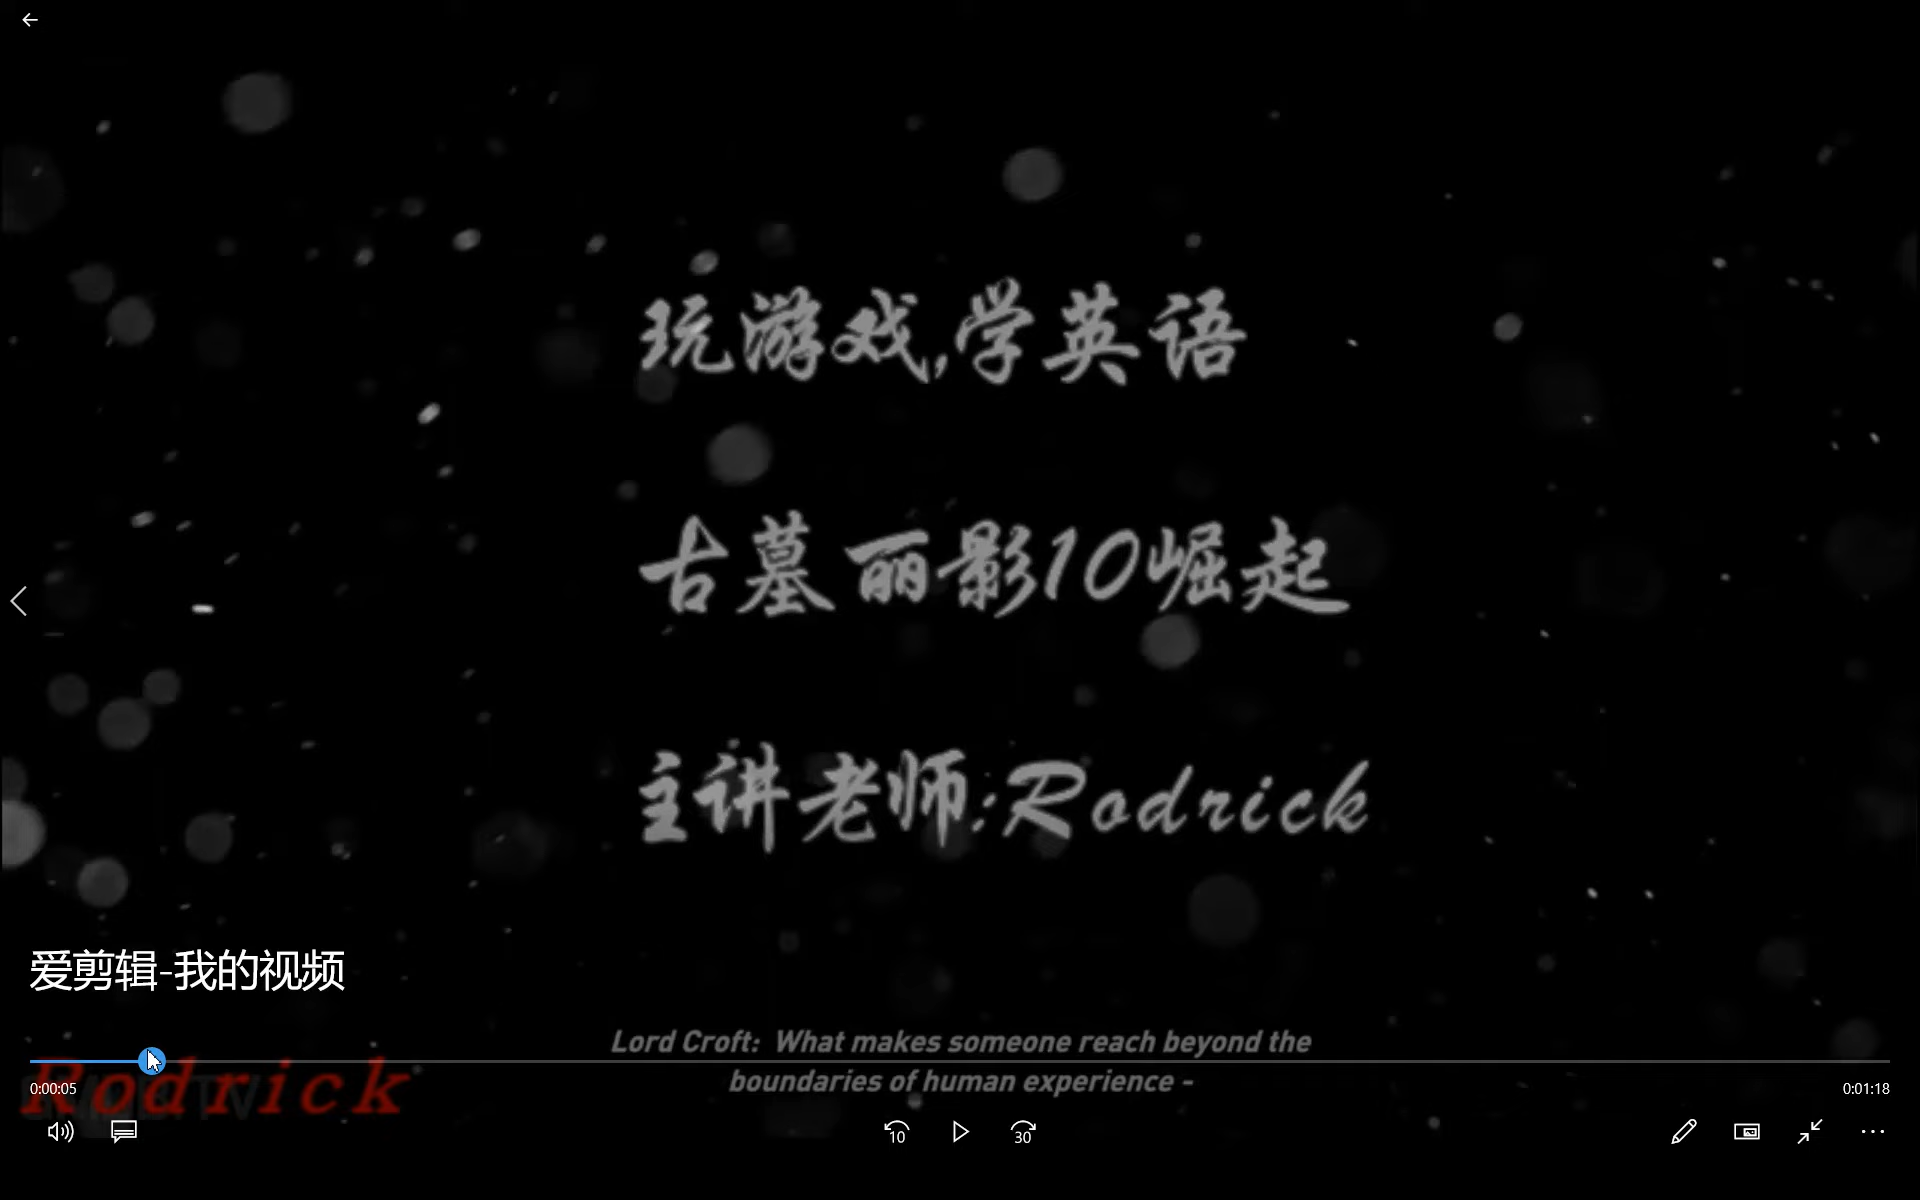 玩游戏,学英语
古墓丽影10崛起
主讲老师:Rodrick
爱剪辑-我的视频
Lord Croft: What makes someone reach beyond the
boundaries of human experience -
Rodrick
0:00:05
0:01:18
10
30